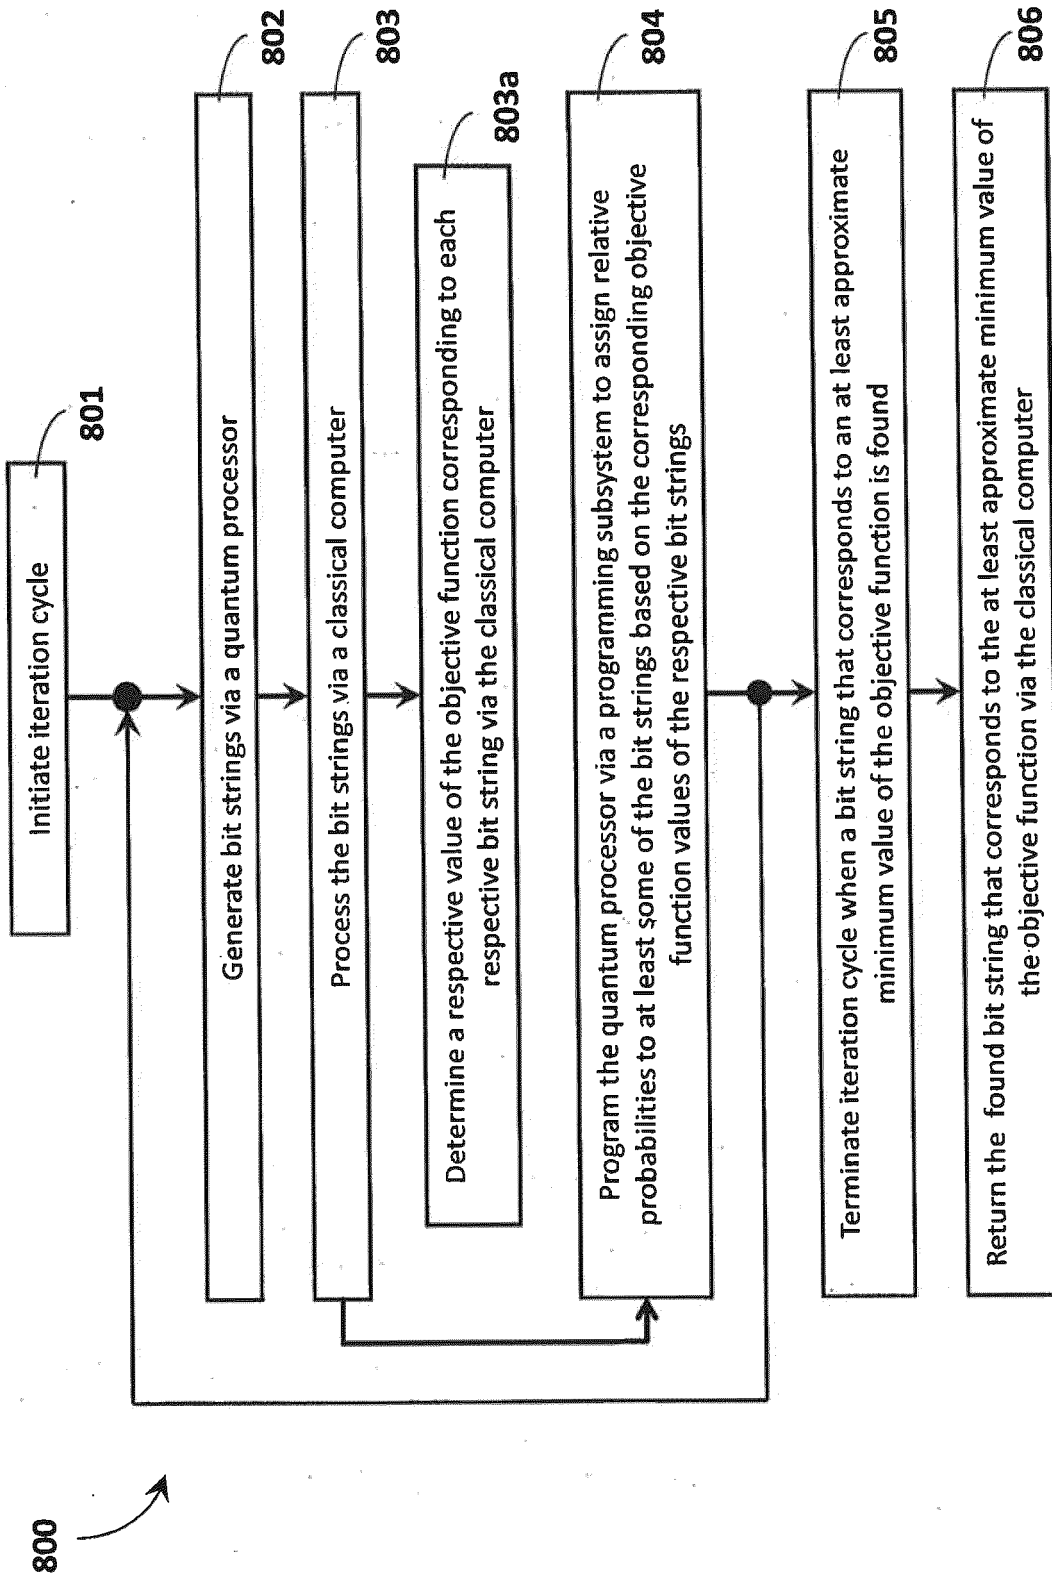 800
Initiate iteration cycle
801
Generate bit strings via a quantum processor
802
Process the bit strings via a classical computer
803
Determine a respective value of the objective function corresponding to each
respective bit string via the classical computer
803a
Program the quantum processor via a programming subsystem to assign relative
probabilities to at least some of the bit strings based on the corresponding objective
function values of the respective bit strings
804
Terminate iteration cycle when a bit string that corresponds to an at least approximate
minimum value of the objective function is found
805
Return the found bit string that corresponds to the at least approximate minimum value of
the objective function via the classical computer
806